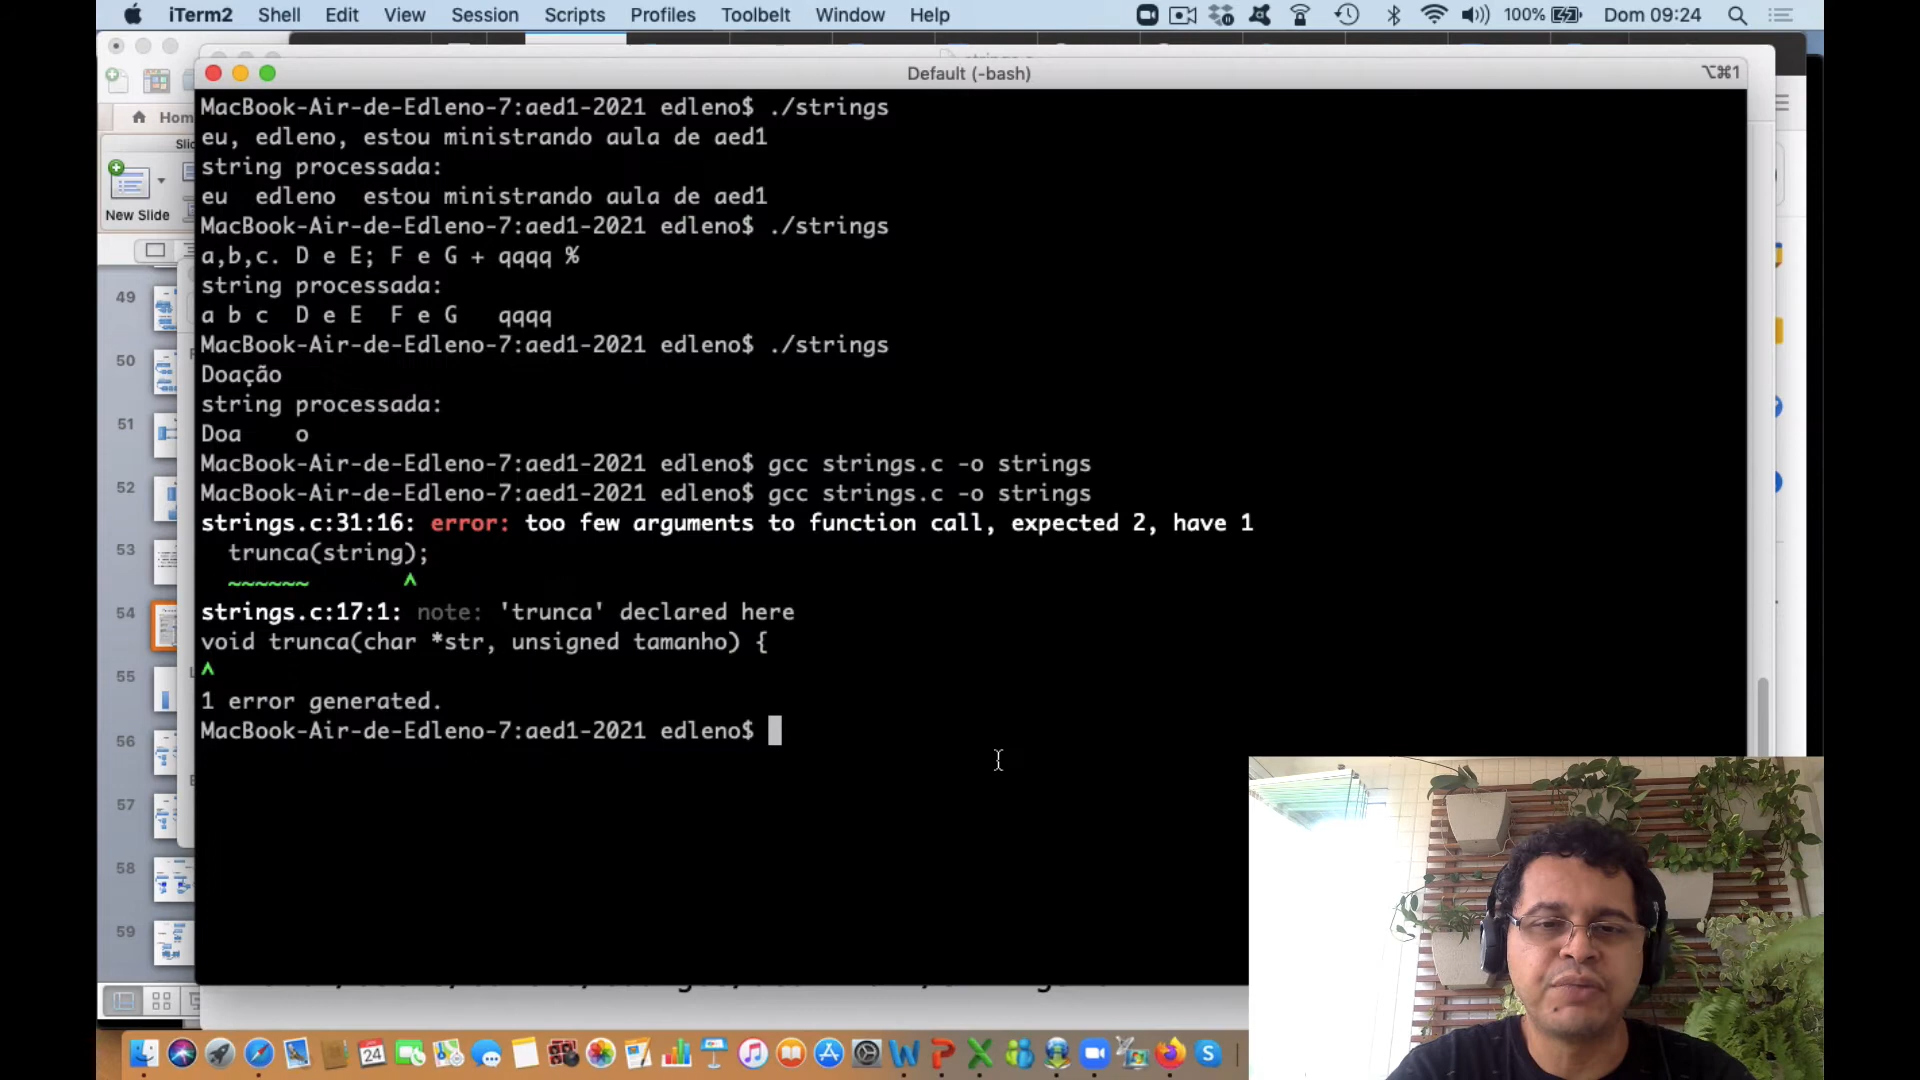 iTerm2 Shell Edit View Session Scripts Profiles Toolbelt Window Help 100% Dom 09:24
Default (-bash) ⌥⌘1
MacBook-Air-de-Edleno-7:aed1-2021 edleno$ ./strings
eu, edleno, estou ministrando aula de aed1
string processada:
eu  edleno  estou ministrando aula de aed1
MacBook-Air-de-Edleno-7:aed1-2021 edleno$ ./strings
a,b,c. D e E; F e G + qqqq %
string processada:
a b c  D e E  F e G   qqqq
MacBook-Air-de-Edleno-7:aed1-2021 edleno$ ./strings
Doação
string processada:
Doa    o
MacBook-Air-de-Edleno-7:aed1-2021 edleno$ gcc strings.c -o strings
MacBook-Air-de-Edleno-7:aed1-2021 edleno$ gcc strings.c -o strings
strings.c:31:16: error: too few arguments to function call, expected 2, have 1
  trunca(string);
  ~~~~~~       ^
strings.c:17:1: note: 'trunca' declared here
void trunca(char *str, unsigned tamanho) {
^
1 error generated.
MacBook-Air-de-Edleno-7:aed1-2021 edleno$
New Slide
49
50
51
52
53
54
55
56
57
58
59
24